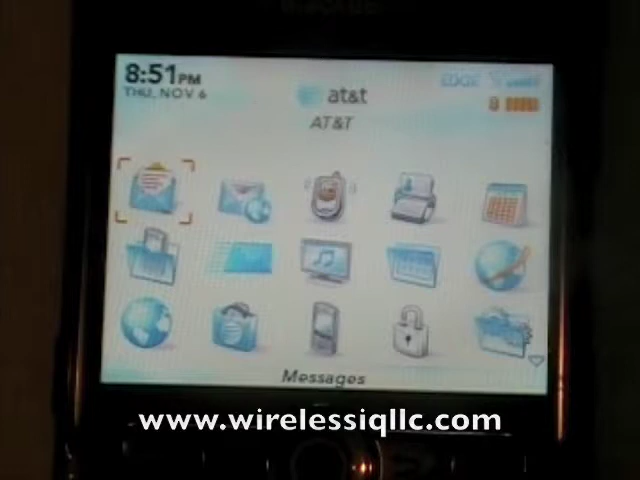 8:51PM
THU, NOV 6
EDGE
at&t
AT&T
Messages
www.wirelessiqllc.com